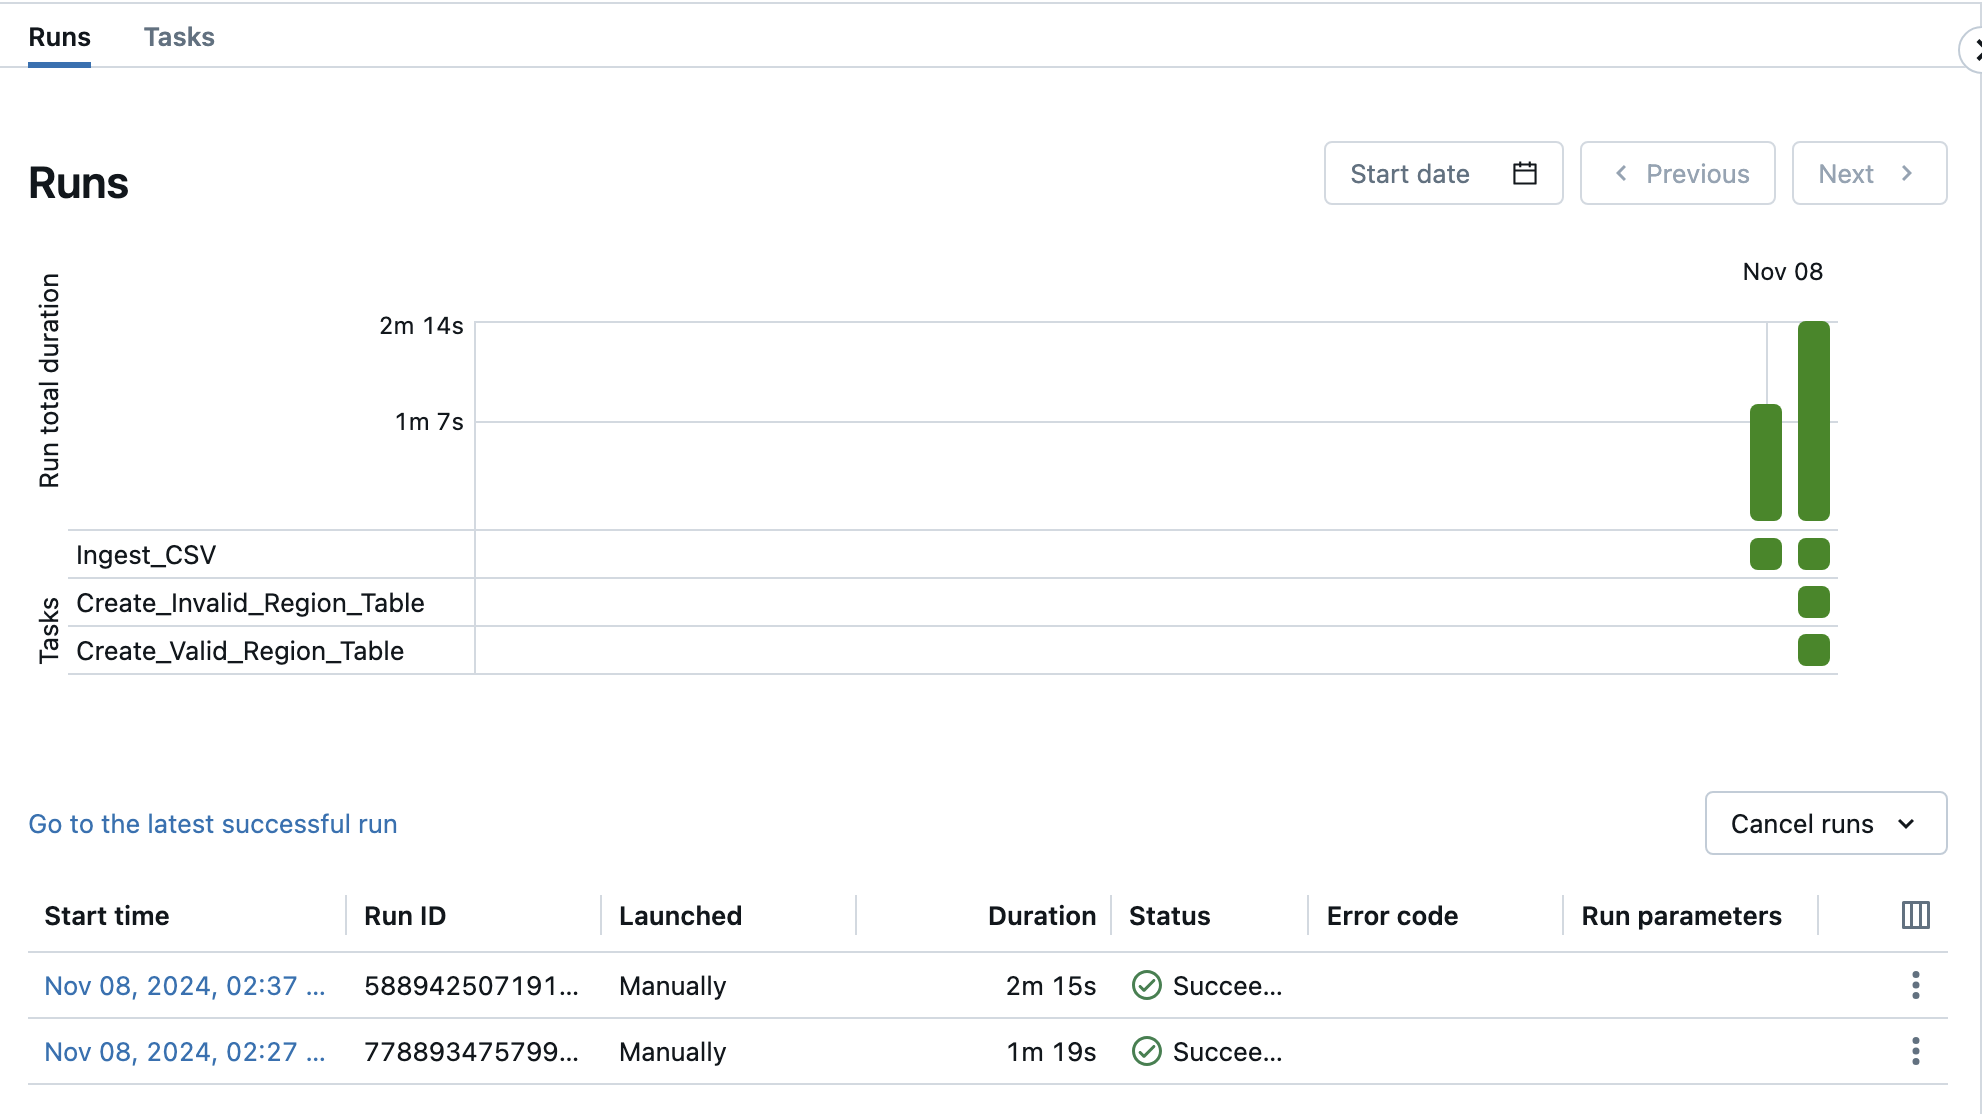 Runs Tasks
Runs
Start date Previous Next
Nov 08
Run total duration
2m 14s
1m 7s
Tasks
Ingest_CSV
Create_Invalid_Region_Table
Create_Valid_Region_Table
Go to the latest successful run
Cancel runs
Start time Run ID Launched Duration Status Error code Run parameters
Nov 08, 2024, 02:37 ... 588942507191... Manually 2m 15s Succee...
Nov 08, 2024, 02:27 ... 778893475799... Manually 1m 19s Succee...